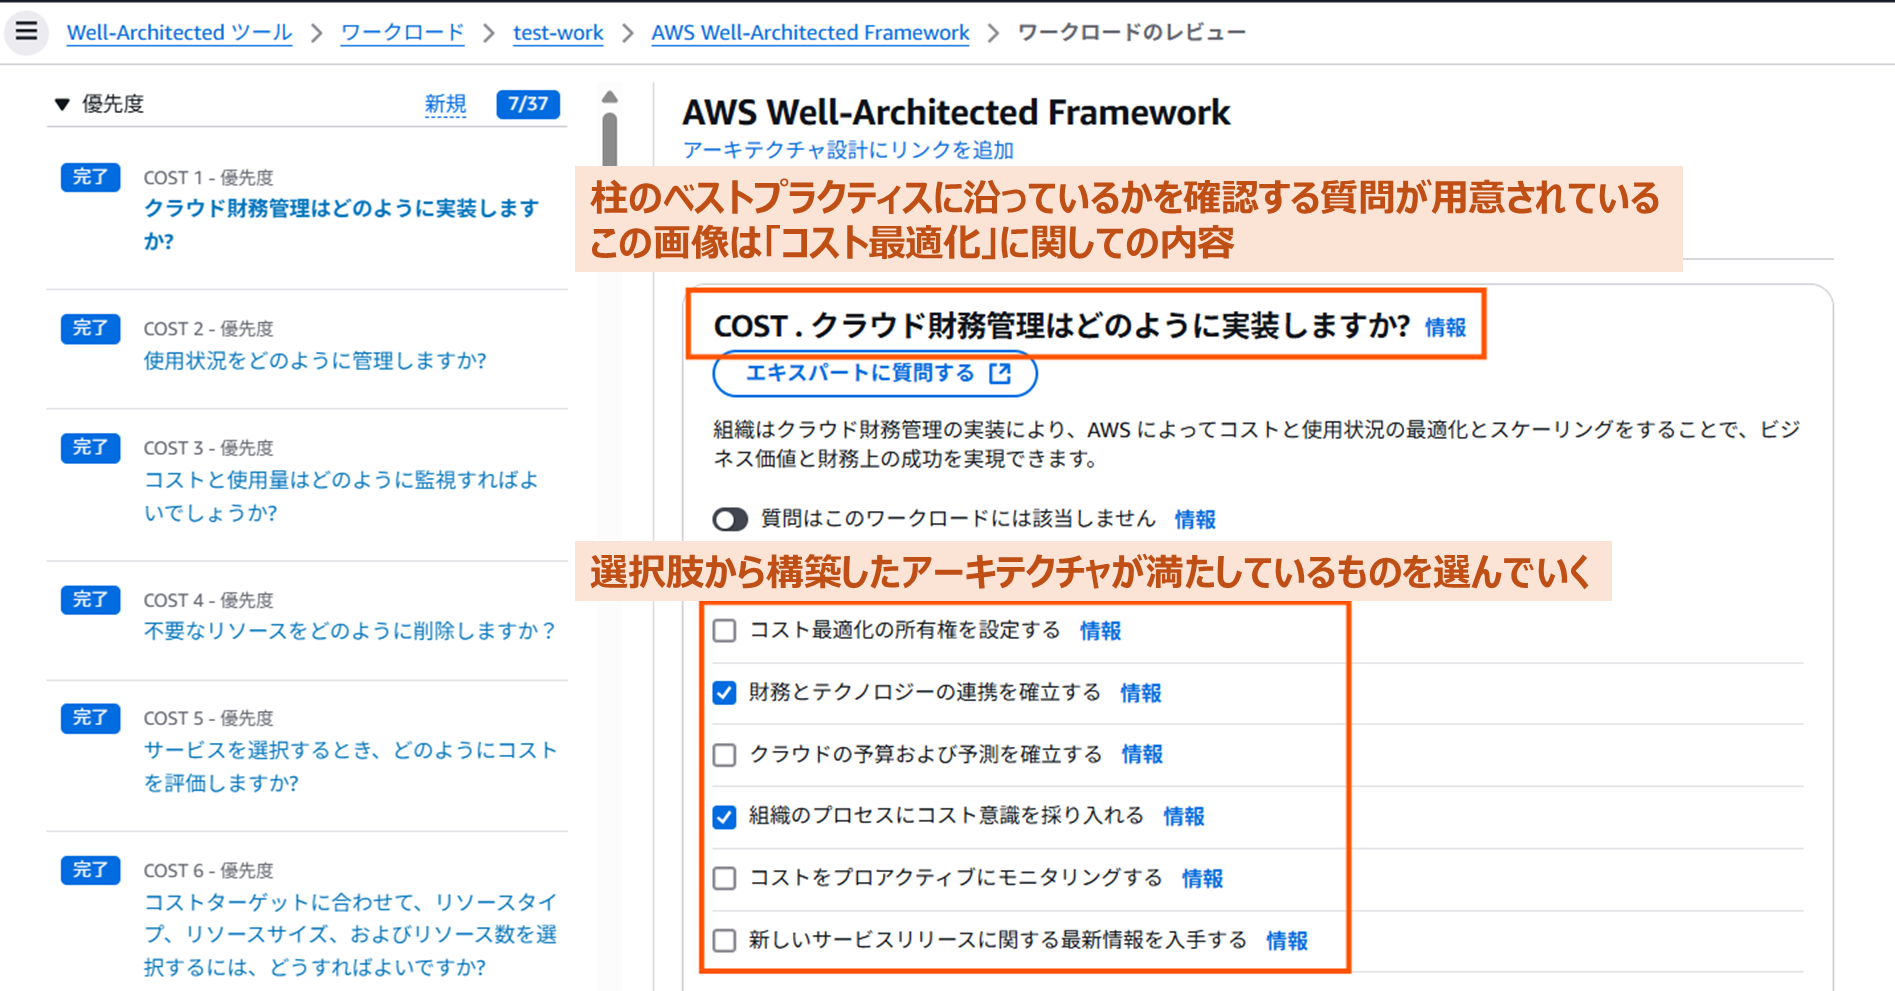 Well-Architected ツール > ワークロード > test-work > AWS Well-Architected Framework > ワークロードのレビュー
▼ 優先度 新規 7/37
完了 COST 1 - 優先度
クラウド財務管理はどのように実装します
か?
完了 COST 2 - 優先度
使用状況をどのように管理しますか?
完了 COST 3 - 優先度
コストと使用量はどのように監視すればよ
いでしょうか?
完了 COST 4 - 優先度
不要なリソースをどのように削除しますか？
完了 COST 5 - 優先度
サービスを選択するとき、どのようにコスト
を評価しますか?
完了 COST 6 - 優先度
コストターゲットに合わせて、リソースタイ
プ、リソースサイズ、およびリソース数を選
択するには、どうすればよいですか?
AWS Well-Architected Framework
アーキテクチャ設計にリンクを追加
柱のベストプラクティスに沿っているかを確認する質問が用意されている
この画像は「コスト最適化」に関しての内容
COST . クラウド財務管理はどのように実装しますか? 情報
エキスパートに質問する
組織はクラウド財務管理の実装により、AWS によってコストと使用状況の最適化とスケーリングをすることで、ビジ
ネス価値と財務上の成功を実現できます。
質問はこのワークロードには該当しません 情報
選択肢から構築したアーキテクチャが満たしているものを選んでいく
コスト最適化の所有権を設定する 情報
財務とテクノロジーの連携を確立する 情報
クラウドの予算および予測を確立する 情報
組織のプロセスにコスト意識を採り入れる 情報
コストをプロアクティブにモニタリングする 情報
新しいサービスリリースに関する最新情報を入手する 情報